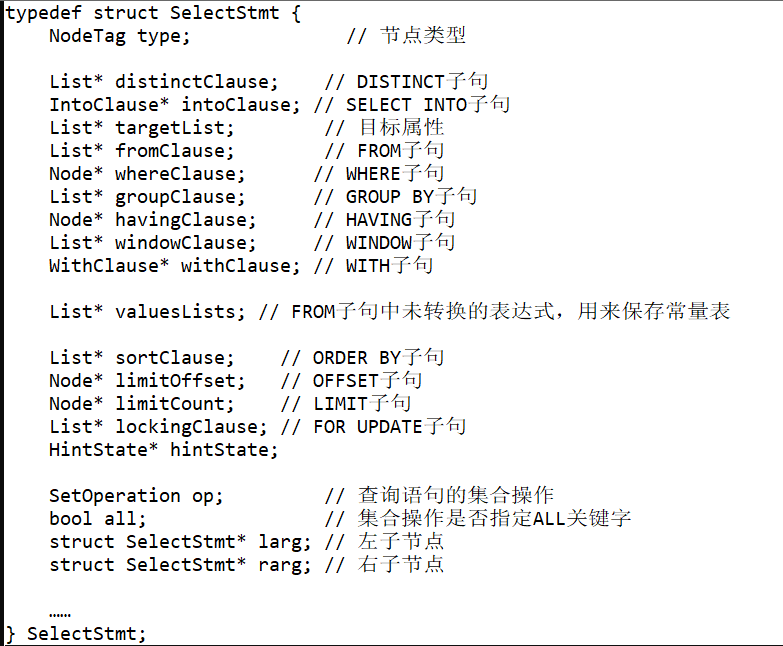 typedef struct SelectStmt {
    NodeTag type;              // 节点类型

    List* distinctClause;    // DISTINCT子句
    IntoClause* intoClause; // SELECT INTO子句
    List* targetList;        // 目标属性
    List* fromClause;        // FROM子句
    Node* whereClause;      // WHERE子句
    List* groupClause;      // GROUP BY子句
    Node* havingClause;     // HAVING子句
    List* windowClause;     // WINDOW子句
    WithClause* withClause; // WITH子句

    List* valuesLists; // FROM子句中未转换的表达式，用来保存常量表

    List* sortClause;    // ORDER BY子句
    Node* limitOffset;   // OFFSET子句
    Node* limitCount;    // LIMIT子句
    List* lockingClause; // FOR UPDATE子句
    HintState* hintState;

    SetOperation op;         // 查询语句的集合操作
    bool all;                // 集合操作是否指定ALL关键字
    struct SelectStmt* larg; // 左子节点
    struct SelectStmt* rarg; // 右子节点

    ……
} SelectStmt;